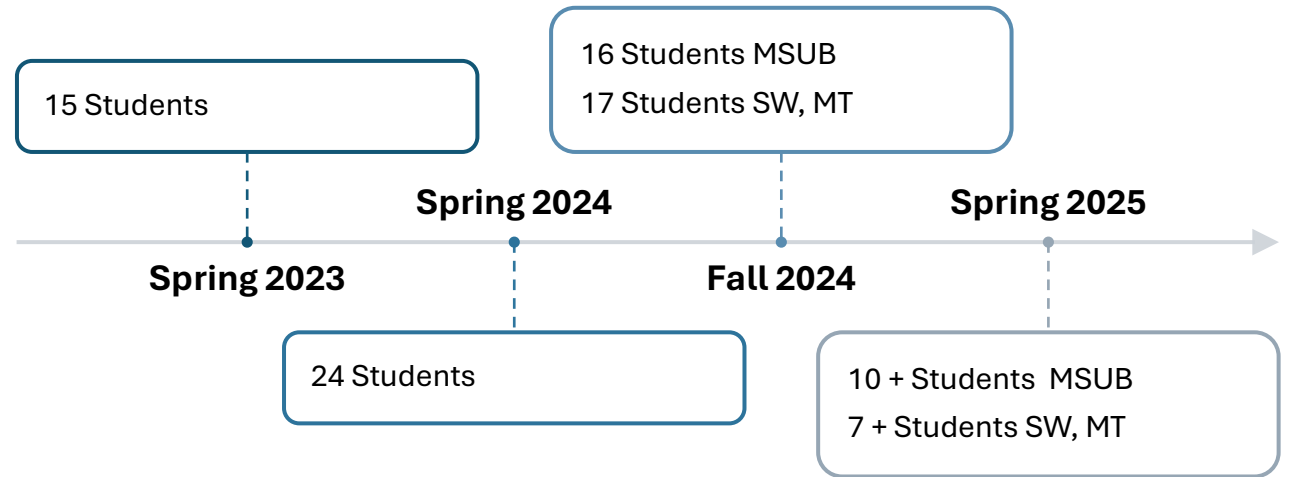 15 Students
Spring 2023
Spring 2024
24 Students
16 Students MSUB
17 Students SW, MT
Fall 2024
Spring 2025
10 + Students  MSUB
7 + Students SW, MT